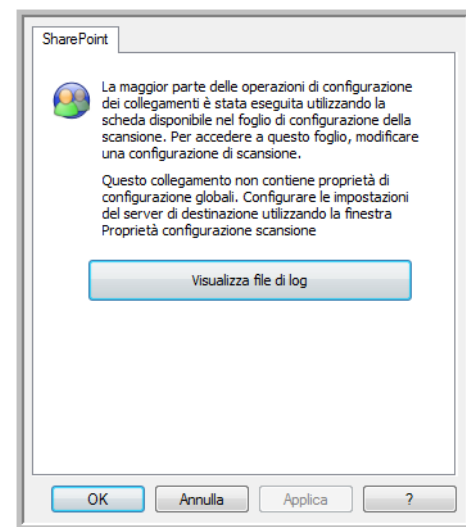 SharePoint
La maggior parte delle operazioni di configurazione
dei collegamenti è stata eseguita utilizzando la
scheda disponibile nel foglio di configurazione della
scansione. Per accedere a questo foglio, modificare
una configurazione di scansione.
Questo collegamento non contiene proprietà di
configurazione globali. Configurare le impostazioni
del server di destinazione utilizzando la finestra
Proprietà configurazione scansione
Visualizza file di log
OK Annulla Applica ?